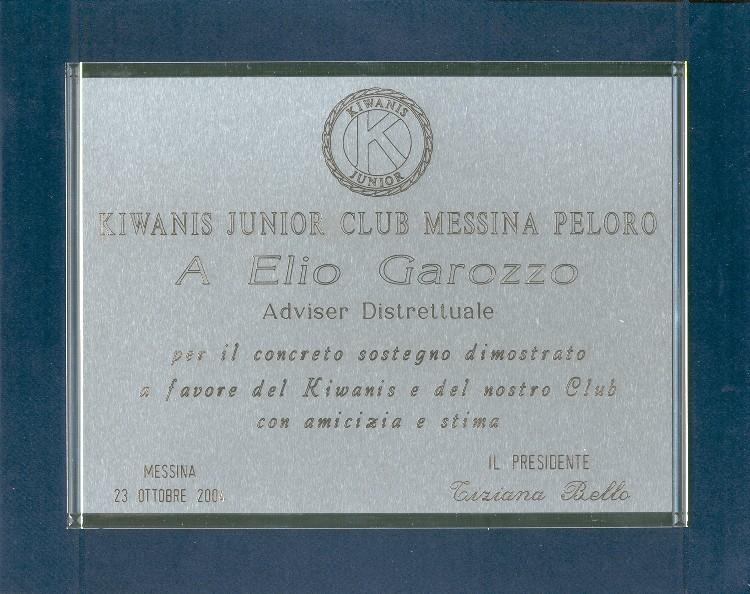 KIWANIS
K
JUNIOR
KIWANIS JUNIOR CLUB MESSINA PELORO
A Elio Garozzo
Adviser Distrettuale
per il concreto sostegno dimostrato
a favore del Kiwanis e del nostro Club
con amicizia e stima
MESSINA
23 OTTOBRE
IL PRESIDENTE
Tiziana Bello